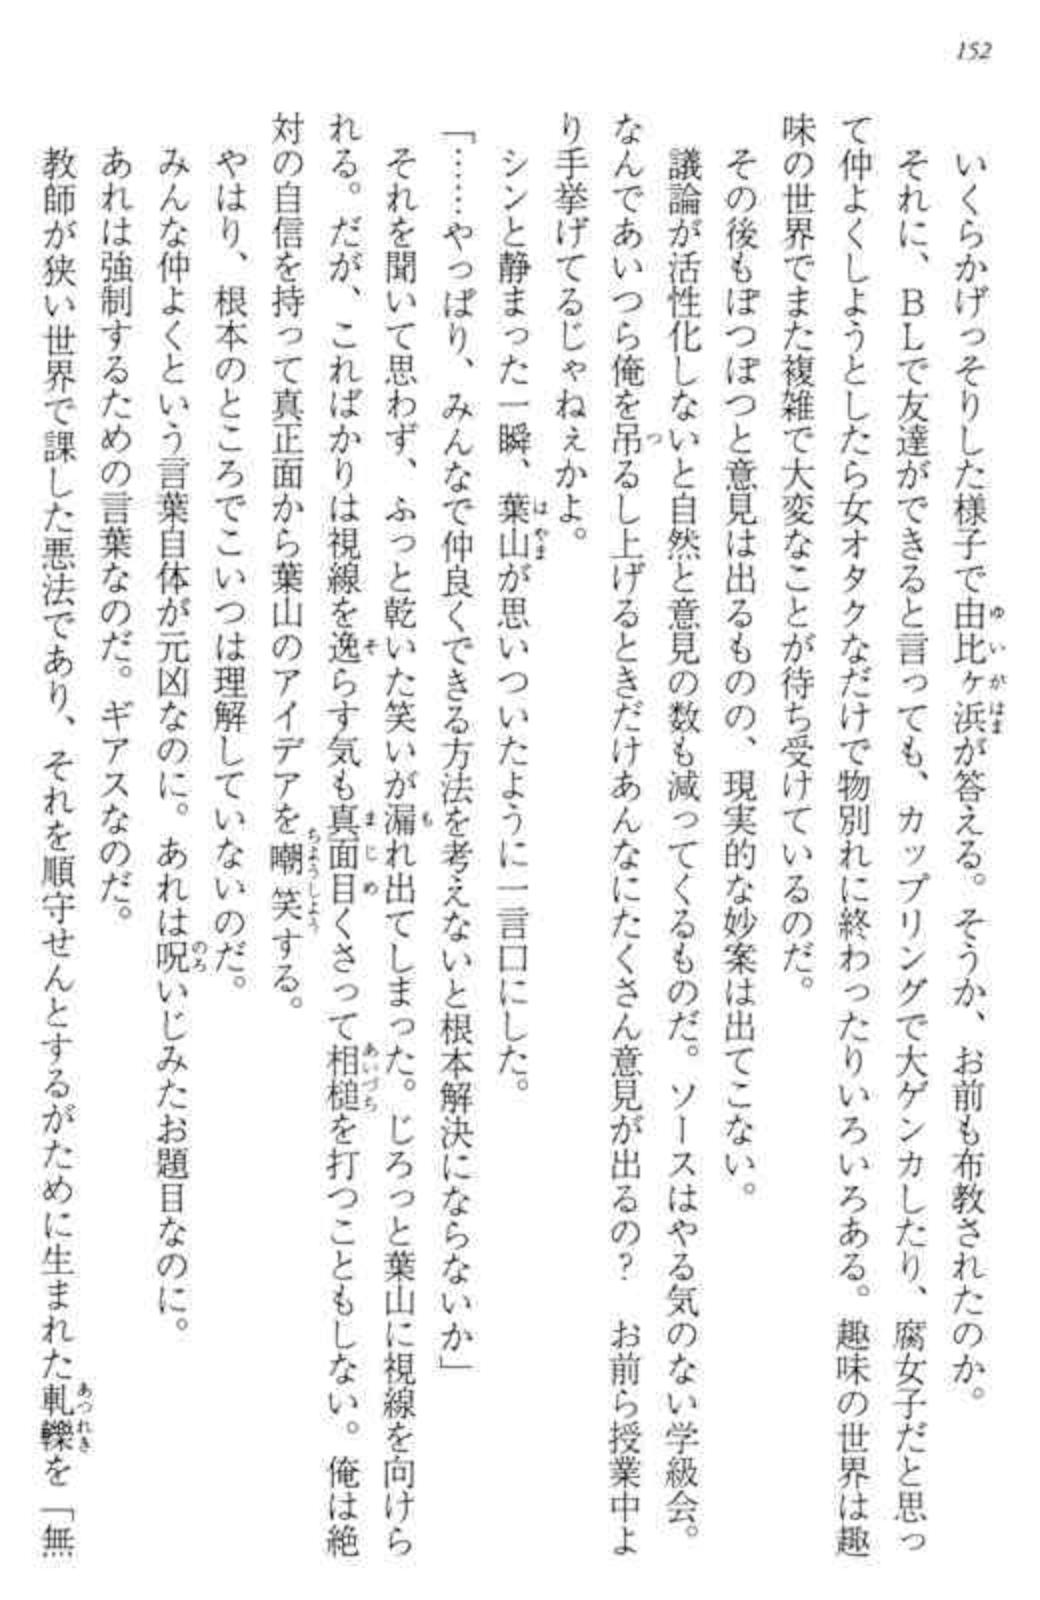 152
いくらかげっそりした様子で由比ヶ浜が答える。そうか、お前も布教されたのか。
それに、BLで友達ができると言っても、カップリングで大ゲンカしたり、腐女子だと思っ
て仲よくしようとしたら女オタクなだけで物別れに終わったりいろいろある。趣味の世界は趣
味の世界でまた複雑で大変なことが待ち受けているのだ。
その後もぽつぽつと意見は出るものの、現実的な妙案は出てこない。
議論が活性化しないと自然と意見の数も減ってくるものだ。ソースはやる気のない学級会。
なんであいつら俺を吊るし上げるときだけあんなにたくさん意見が出るの？　お前ら授業中よ
り手挙げてるじゃねぇかよ。
シンと静まった一瞬、葉山が思いついたように一言口にした。
「……やっぱり、みんなで仲良くできる方法を考えないと根本解決にならないか」
それを聞いて思わず、ふっと乾いた笑いが漏れ出てしまった。じろっと葉山に視線を向けら
れる。だが、こればかりは視線を逸らす気も真面目くさって相槌を打つこともしない。俺は絶
対の自信を持って真正面から葉山のアイデアを嘲笑する。
やはり、根本のところでこいつは理解していないのだ。
みんな仲よくという言葉自体が元凶なのに。あれは呪いじみたお題目なのに。
あれは強制するための言葉なのだ。ギアスなのだ。
教師が狭い世界で課した悪法であり、それを順守せんとするがために生まれた軋轢を「無